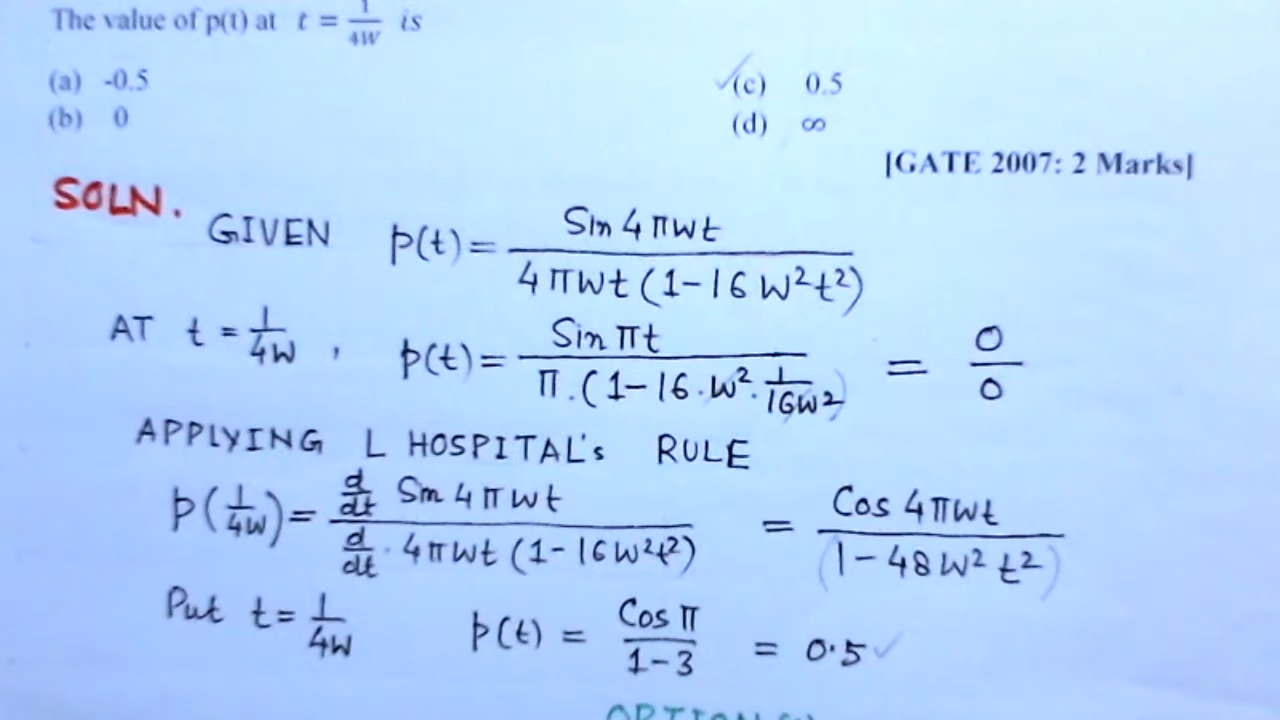 The value of p(t) at t = 1/4W is
(a) -0.5
(c) 0.5
(b) 0
(d) ∞
[GATE 2007: 2 Marks]
SOLN.
GIVEN p(t) = Sin 4πwt / 4πwt (1-16w²t²)
AT t = 1/4w , p(t) = Sin πt / π.(1-16.w².1/16w²) = 0/0
APPLYING L HOSPITAL's RULE
p(1/4w) = d/dt Sin 4πwt / d/dt . 4πwt (1-16w²t²) = Cos 4πwt / (1-48w²t²)
Put t = 1/4w p(t) = Cos π / 1-3 = 0.5